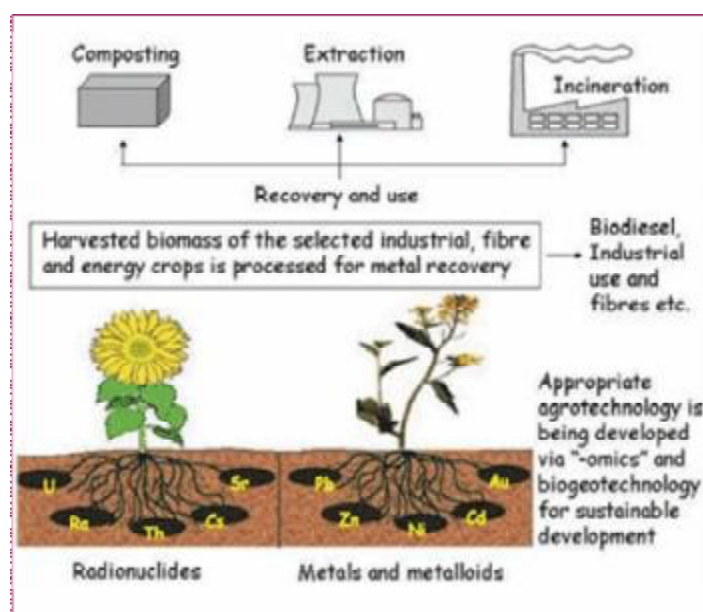 Composting
Extraction
Incineration
Recovery and use
Harvested biomass of the selected industrial, fibre
and energy crops is processed for metal recovery
Biodiesel,
Industrial
use and
fibres etc.
Appropriate
agrotechnology is
being developed
via "-omics" and
biogeotechnology
for sustainable
development
U
Ra
Th
Cs
Sr
Pb
Zn
Ni
Cd
Au
Radionuclides
Metals and metalloids